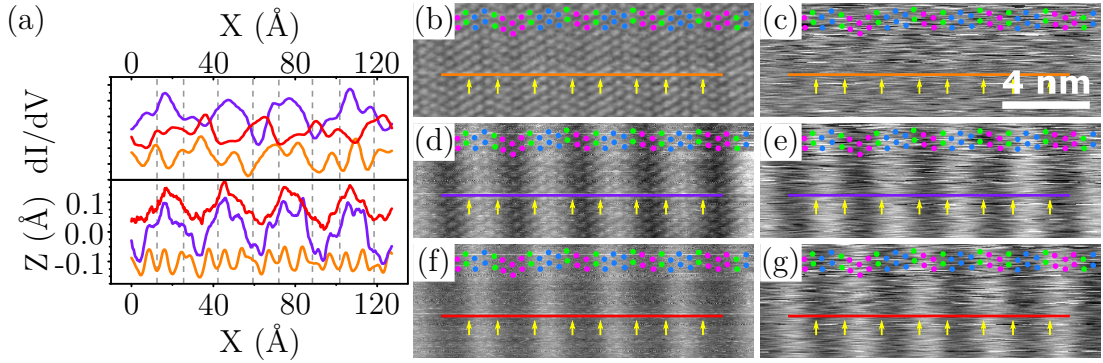 (a)
X (Å)
0 40 80 120
dI/dV
Z (Å)
0.1
0.0
-0.1
0 40 80 120
X (Å)
(b)
(c)
4 nm
(d)
(e)
(f)
(g)